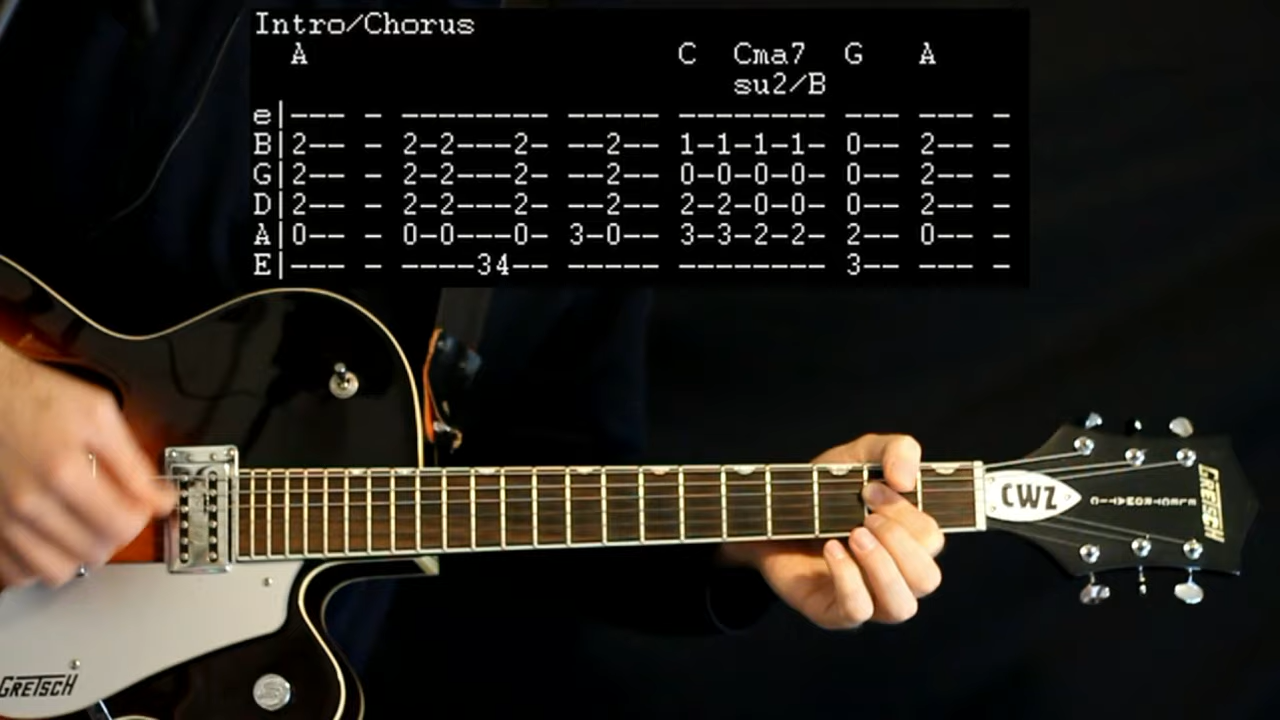 Intro/Chorus
A C Cma7 G A
su2/B
e|--- - -------- ----- -------- --- --- -
B|2-- - 2-2---2- --2-- 1-1-1-1- 0-- 2-- -
G|2-- - 2-2---2- --2-- 0-0-0-0- 0-- 2-- -
D|2-- - 2-2---2- --2-- 2-2-0-0- 0-- 2-- -
A|0-- - 0-0---0- 3-0-- 3-3-2-2- 2-- 0-- -
E|--- - ----34-- ----- -------- 3-- --- -
CWZ
GRETSCH
ELECTROMATIC
GRETSCH